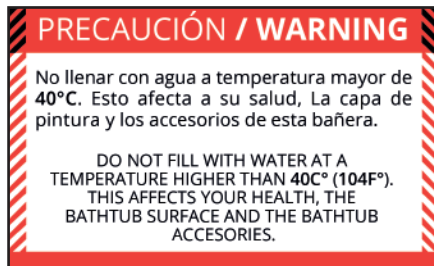 PRECAUCIÓN / WARNING
No llenar con agua a temperatura mayor de
40°C. Esto afecta a su salud, La capa de
pintura y los accesorios de esta bañera.
DO NOT FILL WITH WATER AT A
TEMPERATURE HIGHER THAN 40C° (104F°).
THIS AFFECTS YOUR HEALTH, THE
BATHTUB SURFACE AND THE BATHTUB
ACCESORIES.